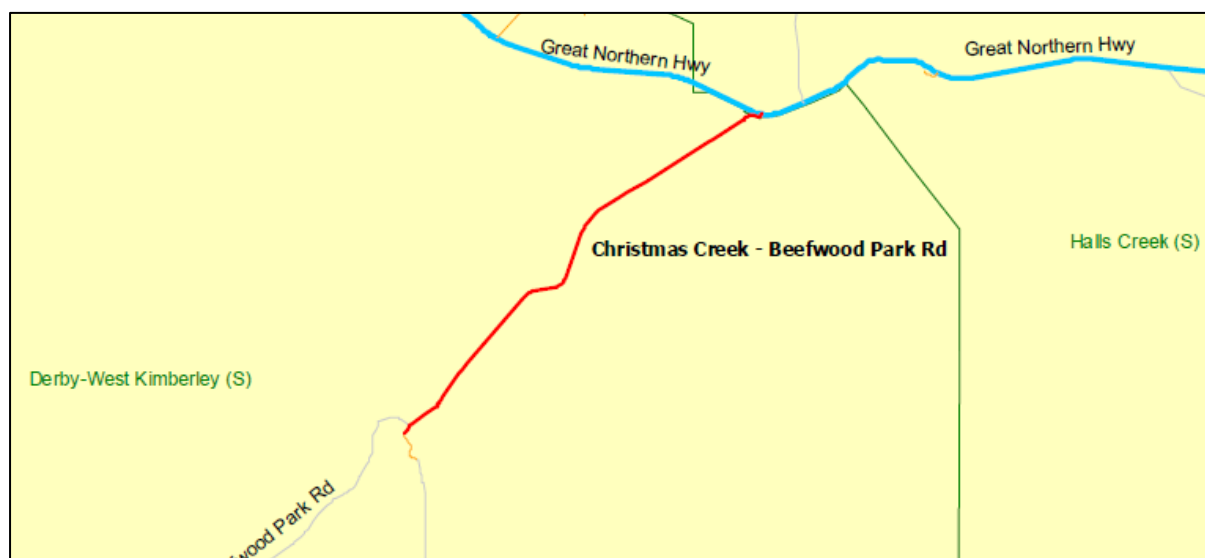 Great Northern Hwy
Great Northern Hwy
Christmas Creek - Beefwood Park Rd
Halls Creek (S)
Derby-West Kimberley (S)
wood Park Rd